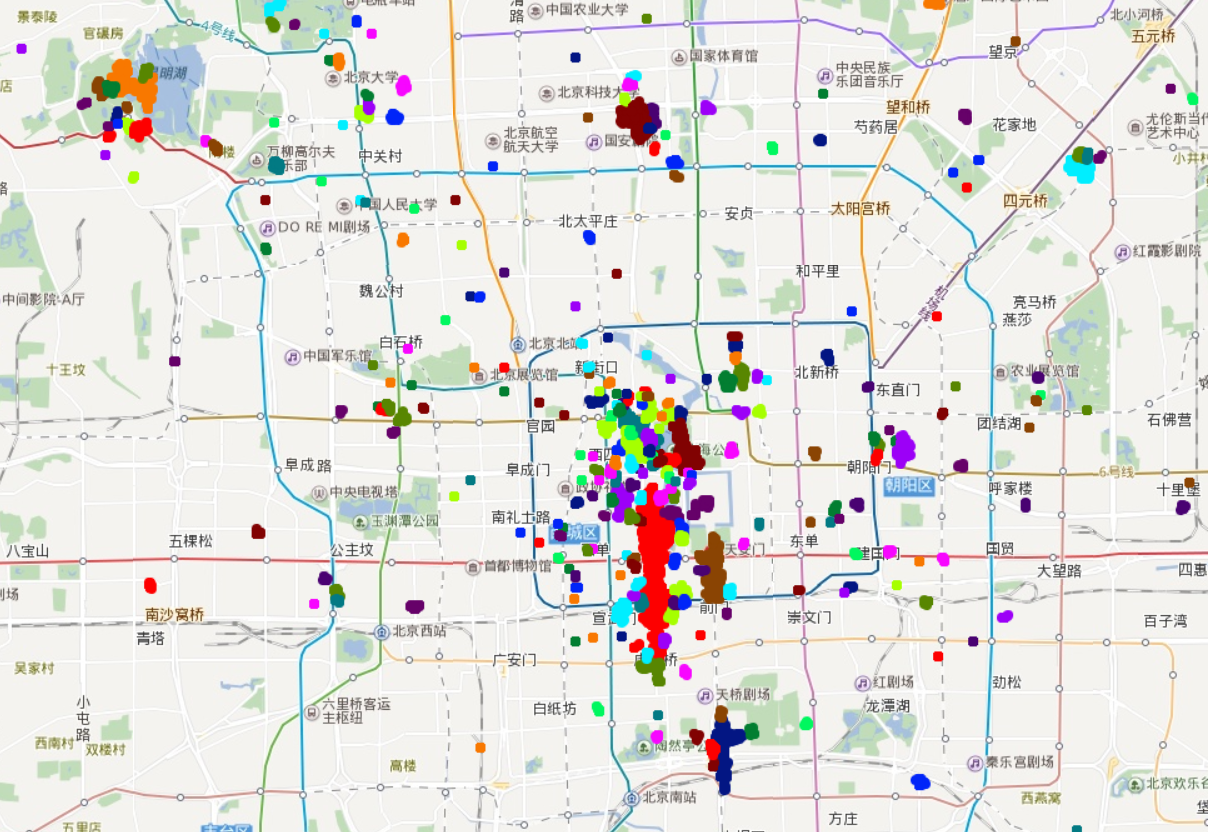 清
路
电瓶车站
中国农业大学
北小河桥
景泰陵
五元桥
官碾房
4号线
望京
国家体育馆
昆明湖
北京大学
中央民族
乐团音乐厅
店
北京科技大学
望和桥
尤伦斯当代
艺术中心
花家地
芍药居
北京航空
航天大学
国安剧院
中关村
万柳高尔夫
俱乐部
小井村
路
中国人民大学
四元桥
太阳宫桥
安贞
北太平庄
DO RE MI剧场
红霞影剧院
和平里
魏公村
机场线
中间影院·A厅
亮马桥
燕莎
白石桥
北京北站
中国军乐馆
新街口
十王坟
北京展览馆
北新桥
农业展览馆
东直门
官园
石佛营
团结湖
阜成路
阜成门
朝阳门
6号线
朝阳区
呼家楼
十里堡
中央电视塔
南礼士路
玉渊潭公园
西城区
五棵松
八宝山
公主坟
天安门
东单
建国门
国贸
首都博物馆
大望路
四惠
剧场
南沙窝桥
宣武门
前门
崇文门
百子湾
青塔
北京西站
广安门
吴家村
红剧场
劲松
天桥剧场
小
屯
路
六里桥客运
主枢纽
白纸坊
龙潭湖
西南村
双楼村
陶然亭公园
秦乐宫剧场
高楼
北京欢乐谷
北京南站
西燕窝
方庄
五里店
丰台区